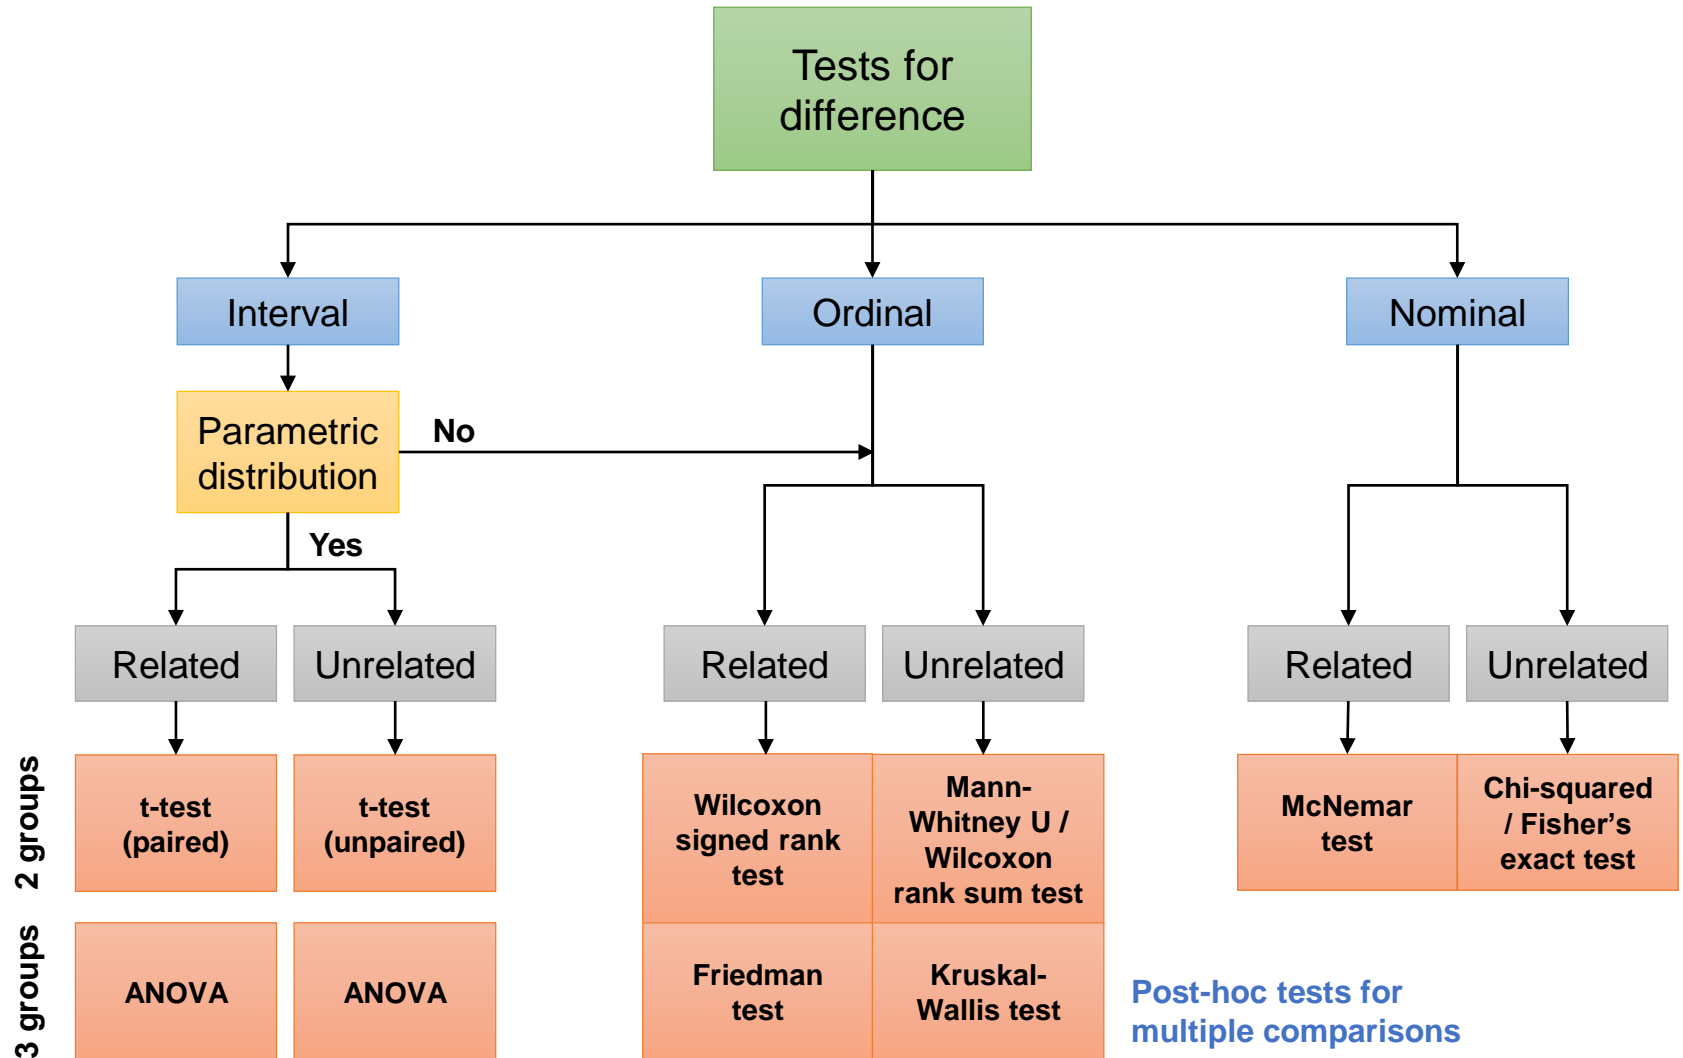 Tests for
difference
Interval
Ordinal
Nominal
Parametric
distribution
No
Yes
Related
Unrelated
Related
Unrelated
Related
Unrelated
2 groups
t-test
(paired)
t-test
(unpaired)
Wilcoxon
signed rank
test
Mann-
Whitney U /
Wilcoxon
rank sum test
McNemar
test
Chi-squared
/ Fisher’s
exact test
3 groups
ANOVA
ANOVA
Friedman
test
Kruskal-
Wallis test
Post-hoc tests for
multiple comparisons